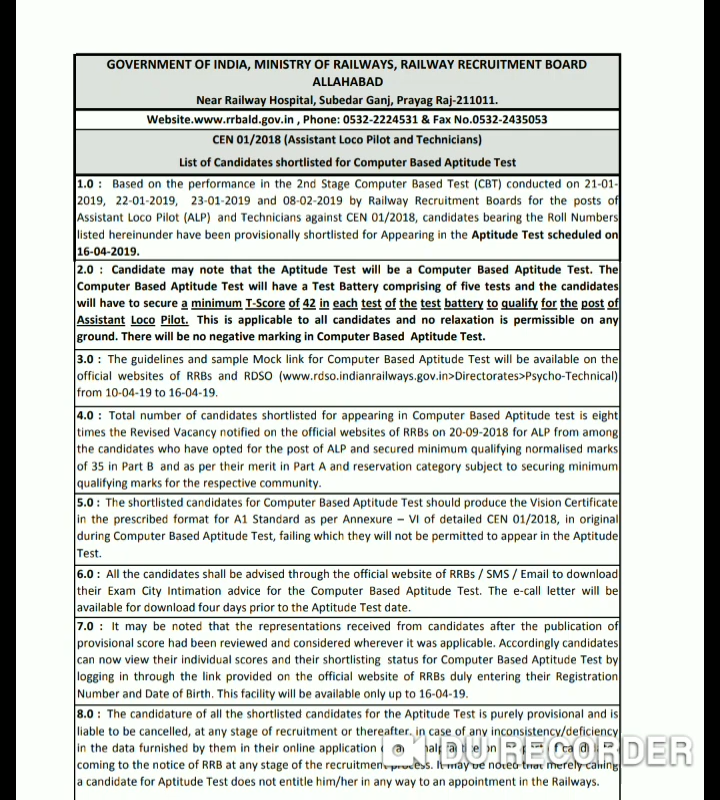 GOVERNMENT OF INDIA, MINISTRY OF RAILWAYS, RAILWAY RECRUITMENT BOARD
ALLAHABAD
Near Railway Hospital, Subedar Ganj, Prayag Raj-211011.
Website.www.rrbald.gov.in , Phone: 0532-2224531 & Fax No.0532-2435053
CEN 01/2018 (Assistant Loco Pilot and Technicians)
List of Candidates shortlisted for Computer Based Aptitude Test
1.0 : Based on the performance in the 2nd Stage Computer Based Test (CBT) conducted on 21-01-
2019, 22-01-2019, 23-01-2019 and 08-02-2019 by Railway Recruitment Boards for the posts of
Assistant Loco Pilot (ALP) and Technicians against CEN 01/2018, candidates bearing the Roll Numbers
listed hereinunder have been provisionally shortlisted for Appearing in the Aptitude Test scheduled on
16-04-2019.
2.0 : Candidate may note that the Aptitude Test will be a Computer Based Aptitude Test. The
Computer Based Aptitude Test will have a Test Battery comprising of five tests and the candidates
will have to secure a minimum T-Score of 42 in each test of the test battery to qualify for the post of
Assistant Loco Pilot. This is applicable to all candidates and no relaxation is permissible on any
ground. There will be no negative marking in Computer Based Aptitude Test.
3.0 : The guidelines and sample Mock link for Computer Based Aptitude Test will be available on the
official websites of RRBs and RDSO (www.rdso.indianrailways.gov.in>Directorates>Psycho-Technical)
from 10-04-19 to 16-04-19.
4.0 : Total number of candidates shortlisted for appearing in Computer Based Aptitude test is eight
times the Revised Vacancy notified on the official websites of RRBs on 20-09-2018 for ALP from among
the candidates who have opted for the post of ALP and secured minimum qualifying normalised marks
of 35 in Part B and as per their merit in Part A and reservation category subject to securing minimum
qualifying marks for the respective community.
5.0 : The shortlisted candidates for Computer Based Aptitude Test should produce the Vision Certificate
in the prescribed format for A1 Standard as per Annexure – VI of detailed CEN 01/2018, in original
during Computer Based Aptitude Test, failing which they will not be permitted to appear in the Aptitude
Test.
6.0 : All the candidates shall be advised through the official website of RRBs / SMS / Email to download
their Exam City Intimation advice for the Computer Based Aptitude Test. The e-call letter will be
available for download four days prior to the Aptitude Test date.
7.0 : It may be noted that the representations received from candidates after the publication of
provisional score had been reviewed and considered wherever it was applicable. Accordingly candidates
can now view their individual scores and their shortlisting status for Computer Based Aptitude Test by
logging in through the link provided on the official website of RRBs duly entering their Registration
Number and Date of Birth. This facility will be available only up to 16-04-19.
8.0 : The candidature of all the shortlisted candidates for the Aptitude Test is purely provisional and is
liable to be cancelled, at any stage of recruitment or thereafter, in case of any inconsistency/deficiency
in the data furnished by them in their online application
DU RECORDER
coming to the notice of RRB at any stage of the recruitment process. It may be noted that merely calling
a candidate for Aptitude Test does not entitle him/her in any way to an appointment in the Railways.